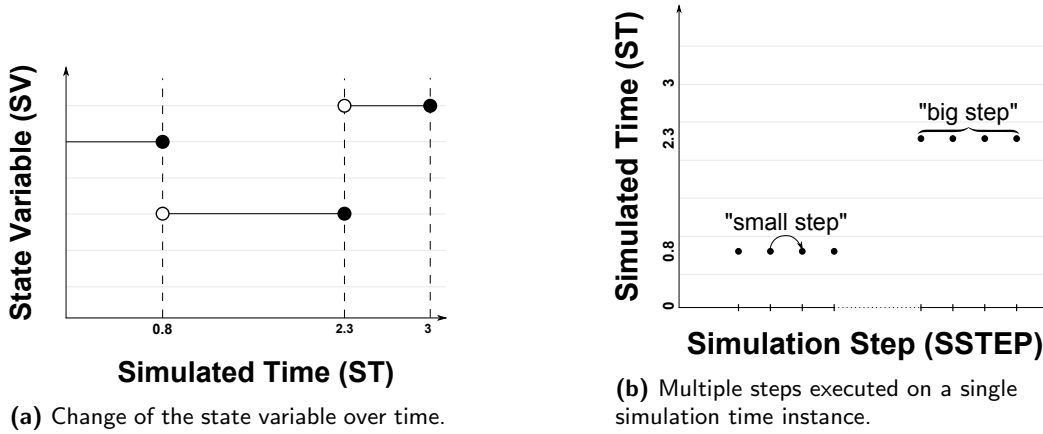 State Variable (SV)
0.8
2.3
3
Simulated Time (ST)
(a) Change of the state variable over time.
Simulated Time (ST)
3
2.3
0.8
0
"big step"
"small step"
Simulation Step (SSTEP)
(b) Multiple steps executed on a single
simulation time instance.